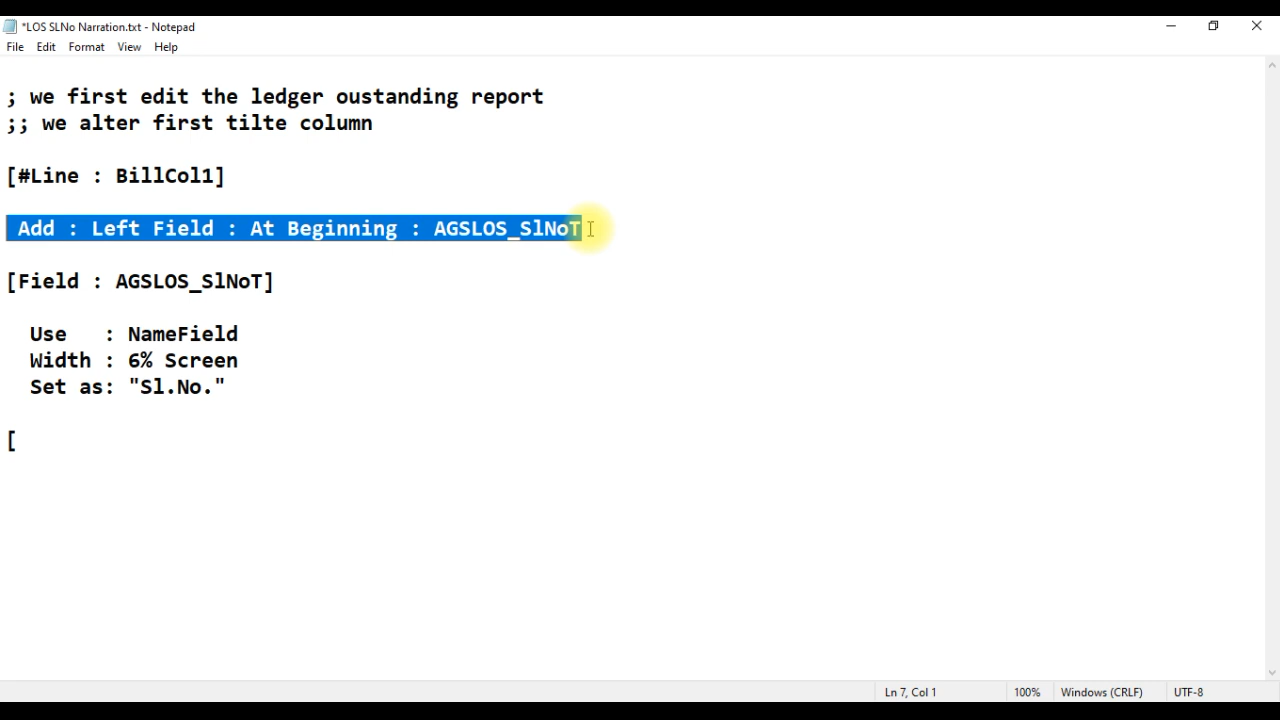 *LOS SLNo Narration.txt - Notepad
File Edit Format View Help
; we first edit the ledger oustanding report
;; we alter first tilte column
[#Line : BillCol1]
Add : Left Field : At Beginning : AGSLOS_SlNoT
[Field : AGSLOS_SlNoT]
Use : NameField
Width : 6% Screen
Set as: "Sl.No."
[
Ln 7, Col 1 100% Windows (CRLF) UTF-8